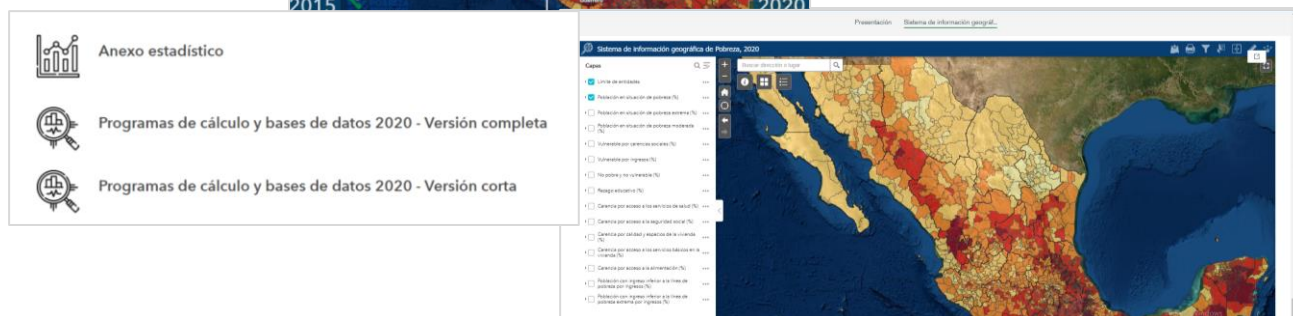 2015
2020
Anexo estadístico
Programas de cálculo y bases de datos 2020 - Versión completa
Programas de cálculo y bases de datos 2020 - Versión corta
Presentación
Sistema de información geográf...
Sistema de información geográfica de Pobreza, 2020
Capas
Buscar dirección o lugar
Límite de entidades
Población en situación de pobreza (%)
Población en situación de pobreza extrema (%)
Población en situación de pobreza moderada
(%)
Vulnerable por carencias sociales (%)
Vulnerable por ingresos (%)
No pobre y no vulnerable (%)
Rezago educativo (%)
Carencia por acceso a los servicios de salud (%)
Carencia por acceso a la seguridad social (%)
Carencia por calidad y espacios de la vivienda
(%)
Carencia por acceso a los servicios básicos en la
vivienda (%)
Carencia por acceso a la alimentación (%)
Población con ingreso inferior a la línea de
pobreza por ingresos (%)
Población con ingreso inferior a la línea de
pobreza extrema por ingresos (%)